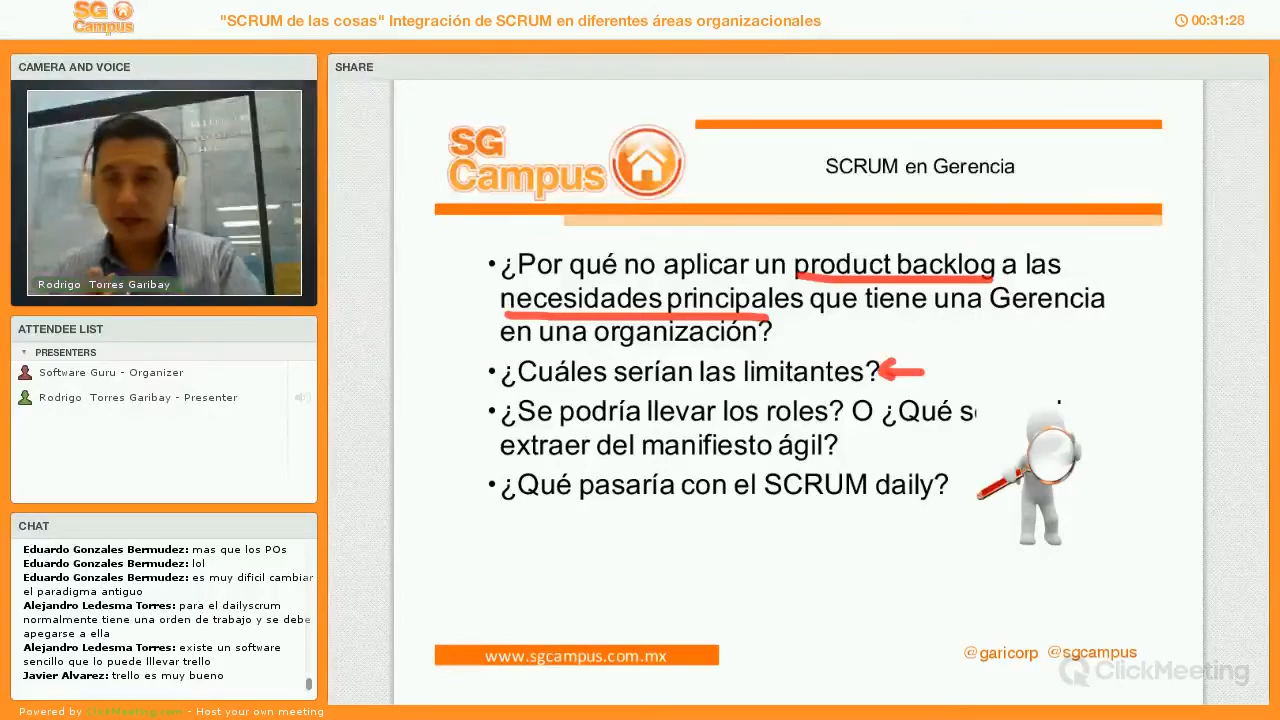 SG
Campus
"SCRUM de las cosas" Integración de SCRUM en diferentes áreas organizacionales
00:31:28
CAMERA AND VOICE
Rodrigo Torres Garibay
ATTENDEE LIST
PRESENTERS
Software Guru - Organizer
Rodrigo Torres Garibay - Presenter
CHAT
Eduardo Gonzales Bermudez: mas que los POs
Eduardo Gonzales Bermudez: lol
Eduardo Gonzales Bermudez: es muy dificil cambiar
el paradigma antiguo
Alejandro Ledesma Torres: para el dailyscrum
normalmente tiene una orden de trabajo y se debe
apegarse a ella
Alejandro Ledesma Torres: existe un software
sencillo que lo puede lllevar trello
Javier Alvarez: trello es muy bueno
Powered by ClickMeeting.com - Host your own meeting
SHARE
SG
Campus
SCRUM en Gerencia
•¿Por qué no aplicar un product backlog a las
necesidades principales que tiene una Gerencia
en una organización?
•¿Cuáles serían las limitantes?
•¿Se podría llevar los roles? O ¿Qué
extraer del manifiesto ágil?
•¿Qué pasaría con el SCRUM daily?
www.sgcampus.com.mx
@garicorp @sgcampus
ClickMeeting